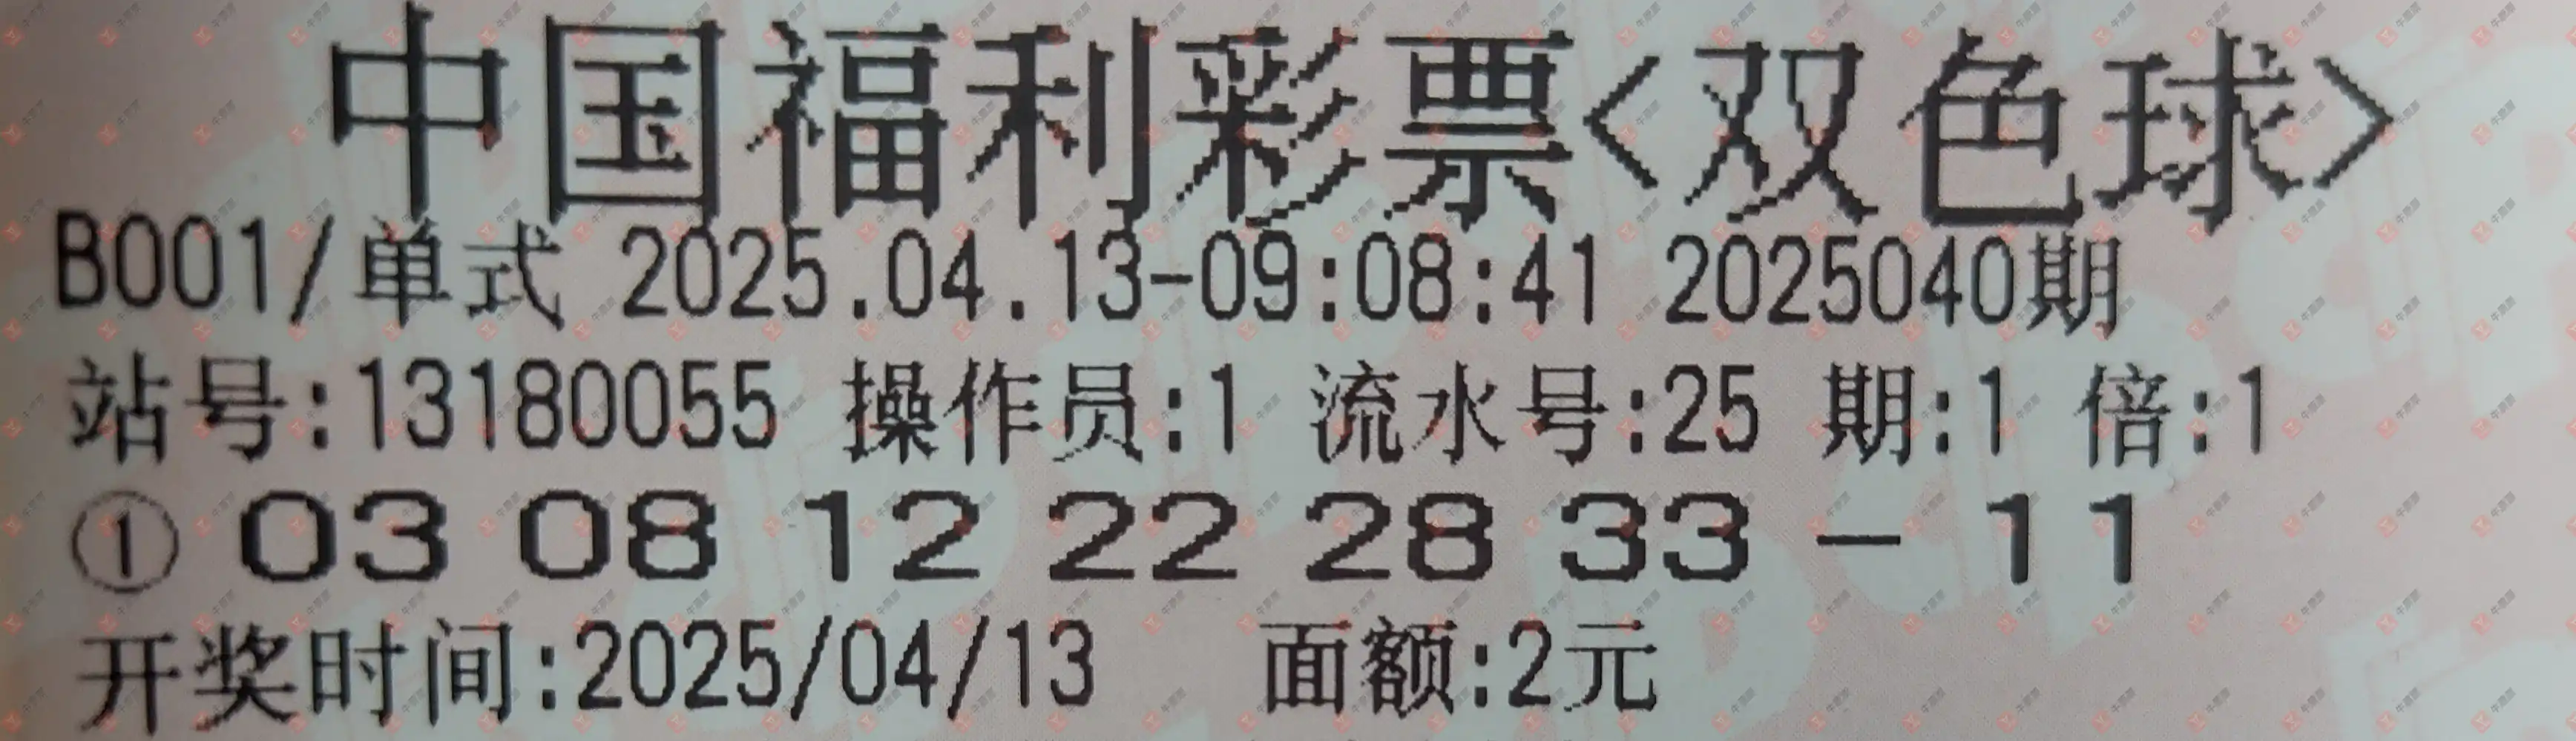 中国福利彩票<双色球>
B001/单式 2025.04.13-09:08:41 2025040期
站号:13180055 操作员:1 流水号:25 期:1 倍:1
① 03 08 12 22 28 33 — 11
开奖时间:2025/04/13 面额:2元